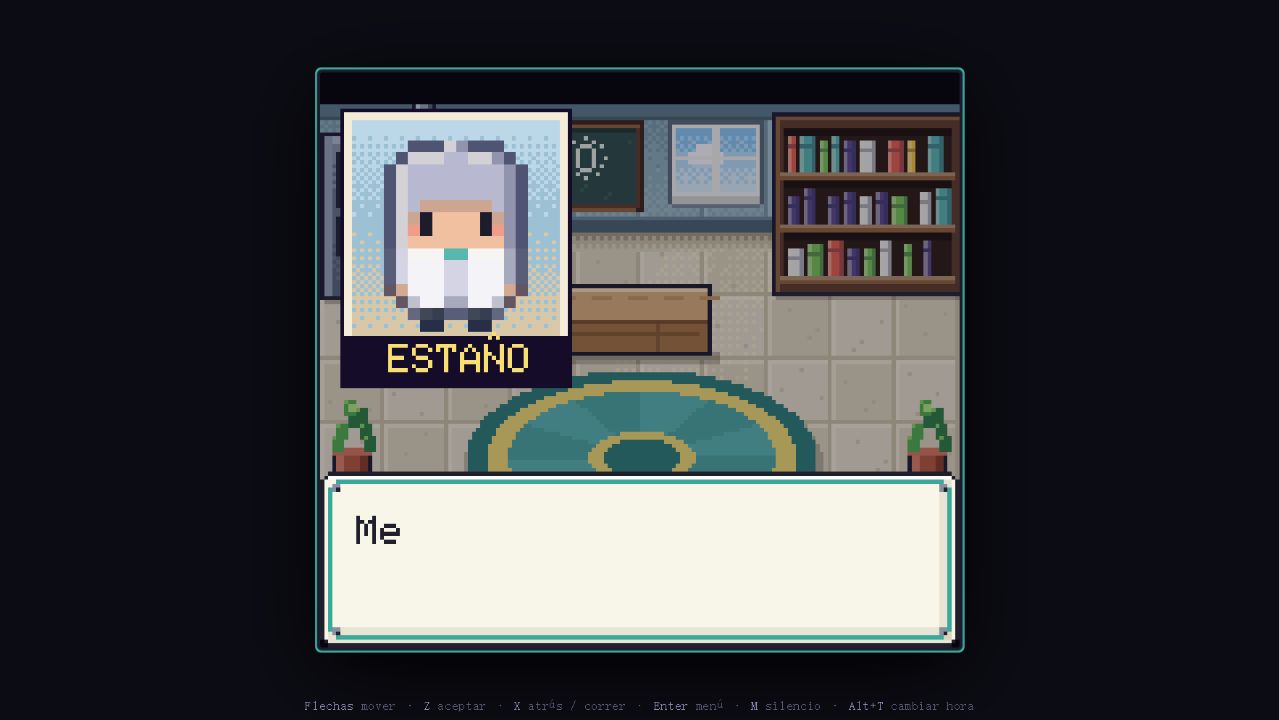 ESTAÑO
Me
Flechas mover · Z aceptar · X atrás / correr · Enter menú · M silencio · Alt+T cambiar hora